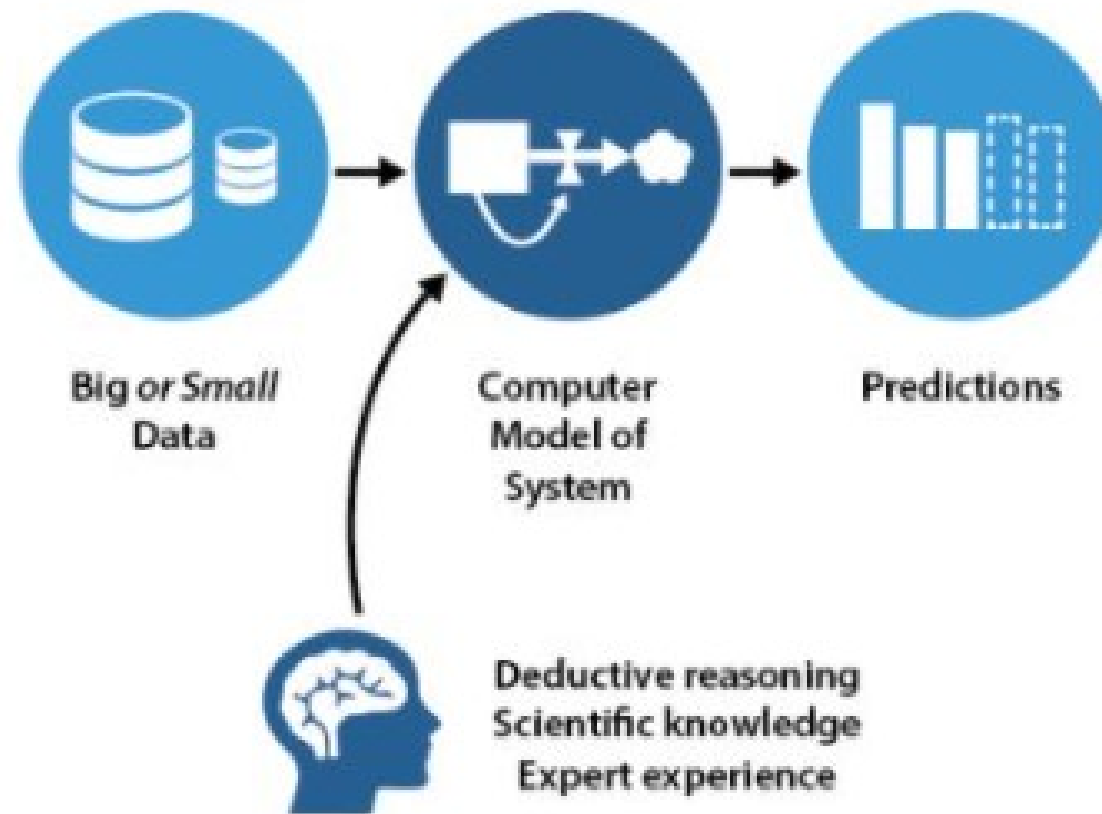 Big or Small
Data
Computer
Model of
System
Predictions
Deductive reasoning
Scientific knowledge
Expert experience